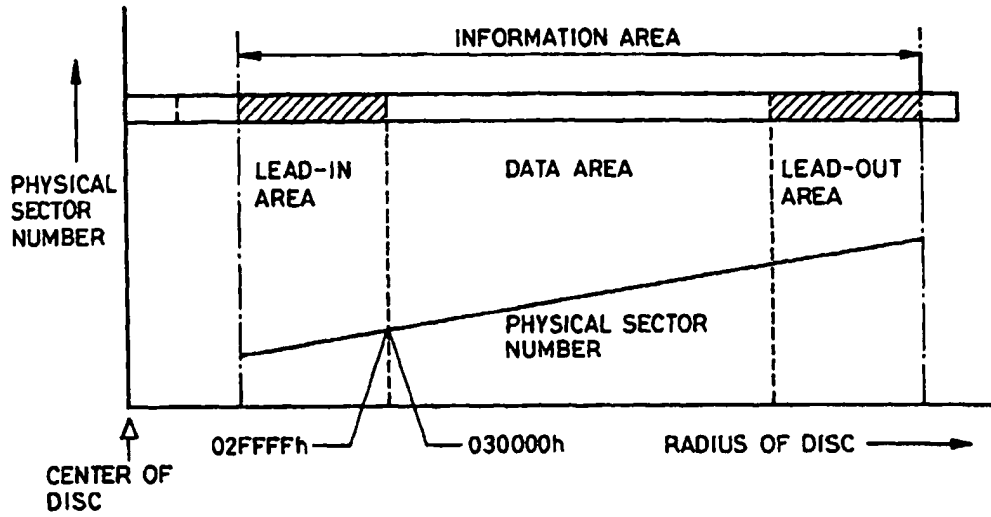 INFORMATION AREA
PHYSICAL
SECTOR
NUMBER
LEAD-IN
AREA
DATA AREA
LEAD-OUT
AREA
PHYSICAL SECTOR
NUMBER
02FFFFh
030000h
RADIUS OF DISC
CENTER OF
DISC